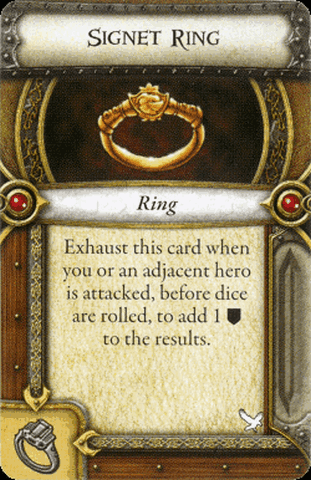 Signet Ring
Ring
Exhaust this card when
you or an adjacent hero
is attacked, before dice
are rolled, to add 1
to the results.